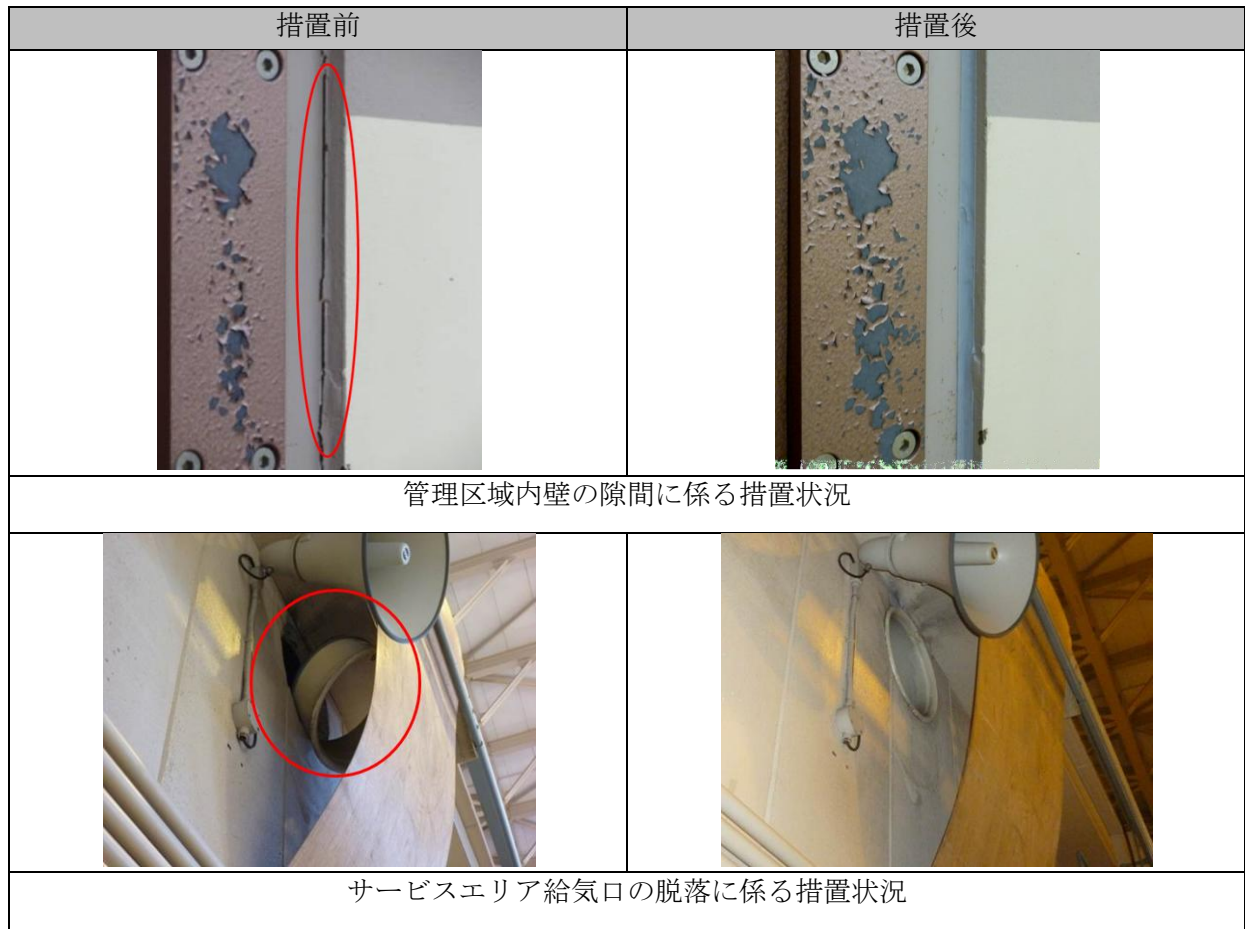 措置前
措置後
管理区域内壁の隙間に係る措置状況
サービスエリア給気口の脱落に係る措置状況